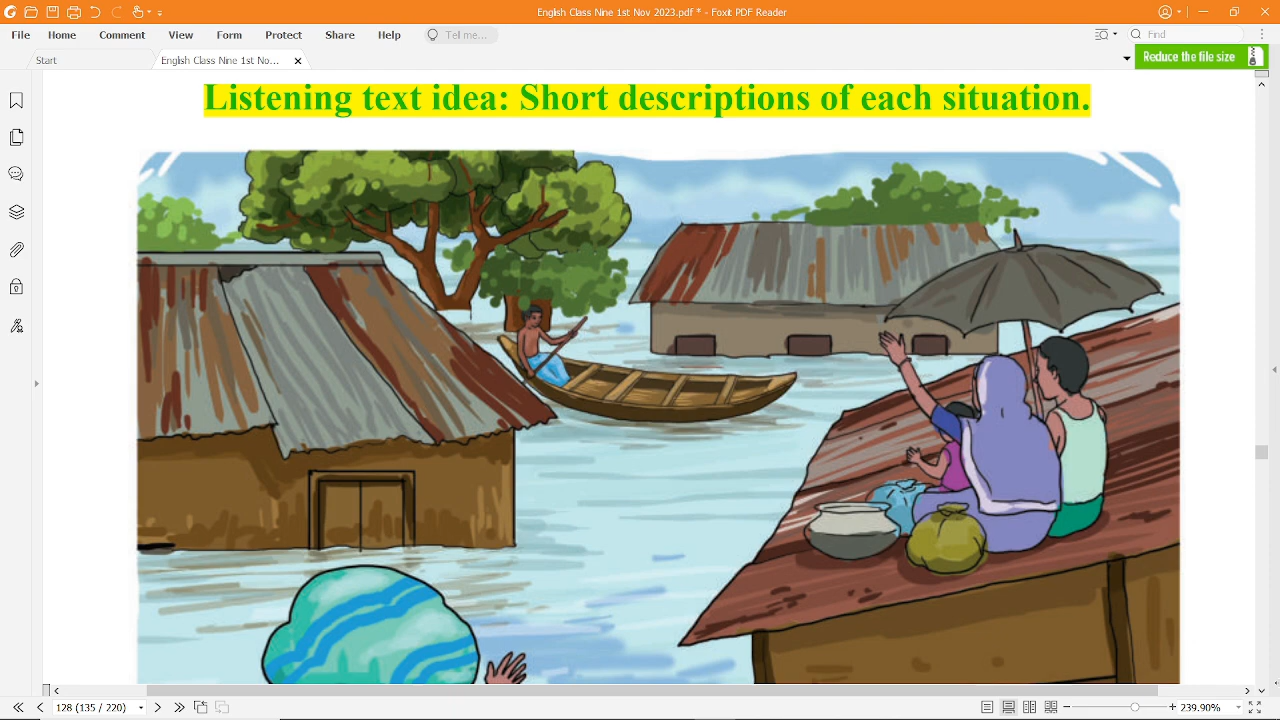 English Class Nine 1st Nov 2023.pdf * - Foxit PDF Reader
File Home Comment View Form Protect Share Help Tell me... Find
Start English Class Nine 1st No... Reduce the file size
Listening text idea: Short descriptions of each situation.
128 (135 / 220) 239.90%